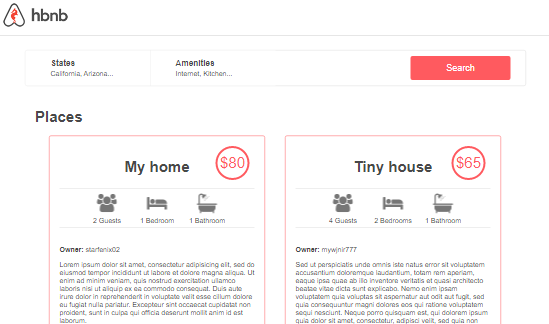 hbnb
States
California, Arizona...
Amenities
Internet, Kitchen...
Search
Places
My home
$80
2 Guests
1 Bedroom
1 Bathroom
Owner: starfenix02
Lorem ipsum dolor sit amet, consectetur adipisicing elit, sed do
eiusmod tempor incididunt ut labore et dolore magna aliqua. Ut
enim ad minim veniam, quis nostrud exercitation ullamco
laboris nisi ut aliquip ex ea commodo consequat. Duis aute
irure dolor in reprehenderit in voluptate velit esse cillum dolore
eu fugiat nulla pariatur. Excepteur sint occaecat cupidatat non
proident, sunt in culpa qui officia deserunt mollit anim id est
laborum.
Tiny house
$65
4 Guests
2 Bedrooms
1 Bathroom
Owner: mywjnir777
Sed ut perspiciatis unde omnis iste natus error sit voluptatem
accusantium doloremque laudantium, totam rem aperiam,
eaque ipsa quae ab illo inventore veritatis et quasi architecto
beatae vitae dicta sunt explicabo. Nemo enim ipsam
voluptatem quia voluptas sit aspernatur aut odit aut fugit, sed
quia consequuntur magni dolores eos qui ratione voluptatem
sequi nesciunt. Neque porro quisquam est, qui dolorem ipsum
quia dolor sit amet, consectetur, adipisci velit, sed quia non